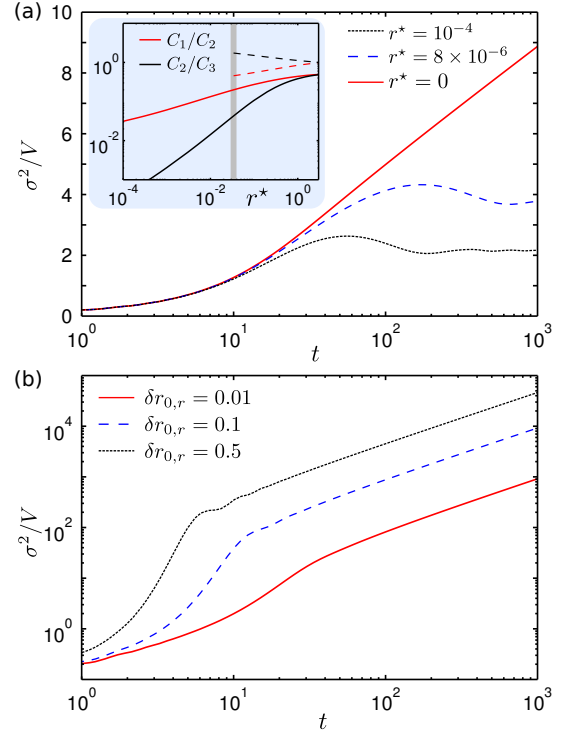 (a)
10
8
6
4
2
0
σ²/V
r⋆ = 10⁻⁴
r⋆ = 8 × 10⁻⁶
r⋆ = 0
C₁/C₂
C₂/C₃
10⁰
10⁻²
10⁻⁴ 10⁻² r⋆ 10⁰
10⁰ 10¹ 10² 10³
t
(b)
10⁴
10²
10⁰
σ²/V
δr₀,ᵣ = 0.01
δr₀,ᵣ = 0.1
δr₀,ᵣ = 0.5
10⁰ 10¹ 10² 10³
t